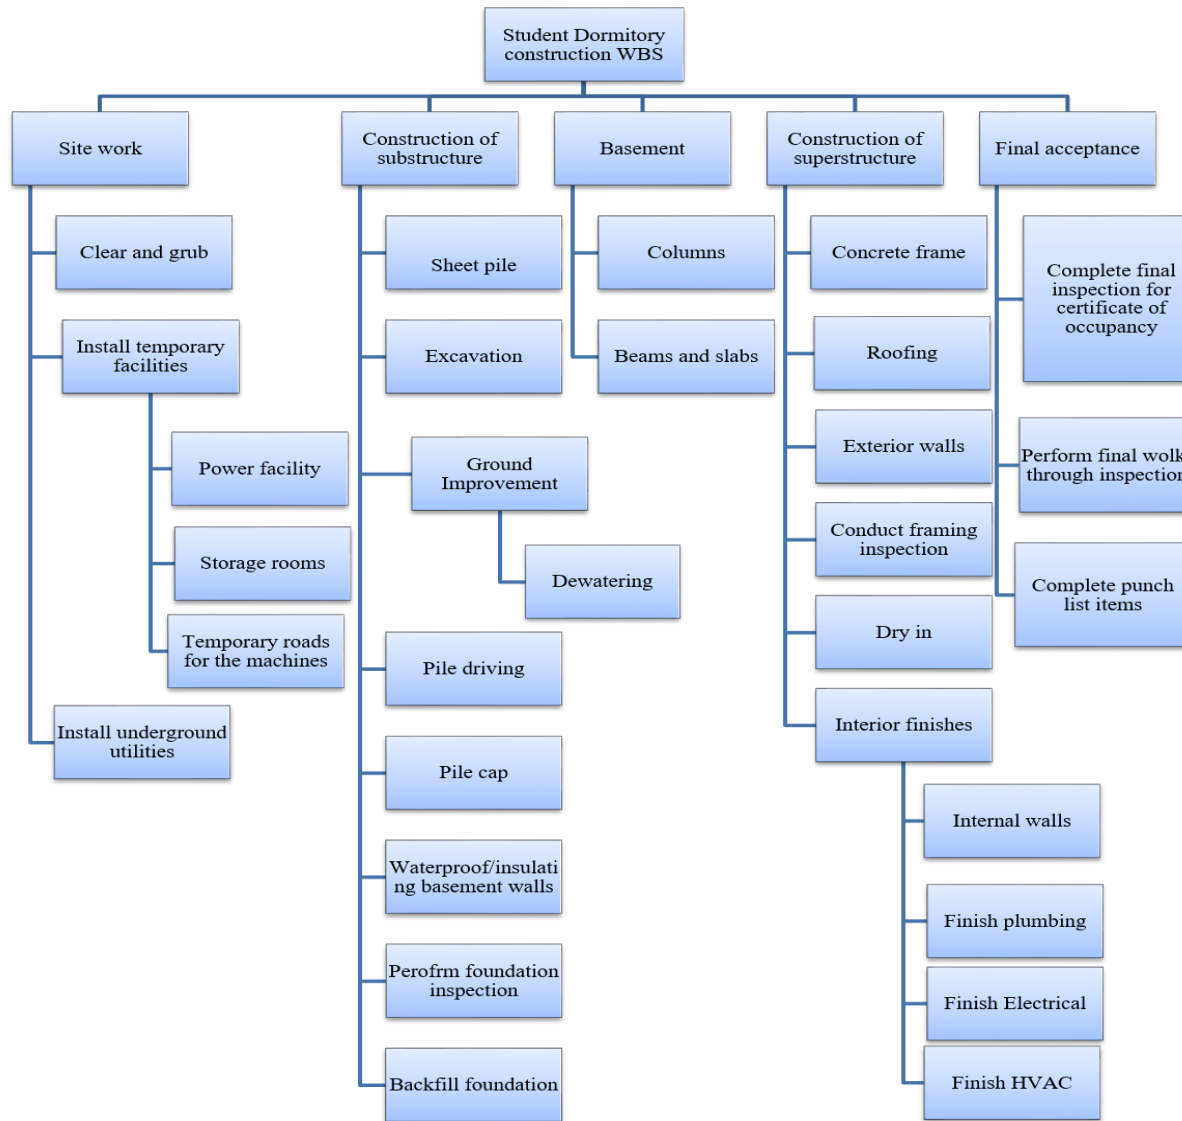 Student Dormitory
construction WBS
Site work
Clear and grub
Install temporary
facilities
Power facility
Storage rooms
Temporary roads
for the machines
Install underground
utilities
Construction of
substructure
Sheet pile
Excavation
Ground
Improvement
Dewatering
Pile driving
Pile cap
Waterproof/insulati
ng basement walls
Perofrm foundation
inspection
Backfill foundation
Basement
Columns
Beams and slabs
Construction of
superstructure
Concrete frame
Roofing
Exterior walls
Conduct framing
inspection
Dry in
Interior finishes
Internal walls
Finish plumbing
Finish Electrical
Finish HVAC
Final acceptance
Complete final
inspection for
certificate of
occupancy
Perform final wolk
through inspection
Complete punch
list items